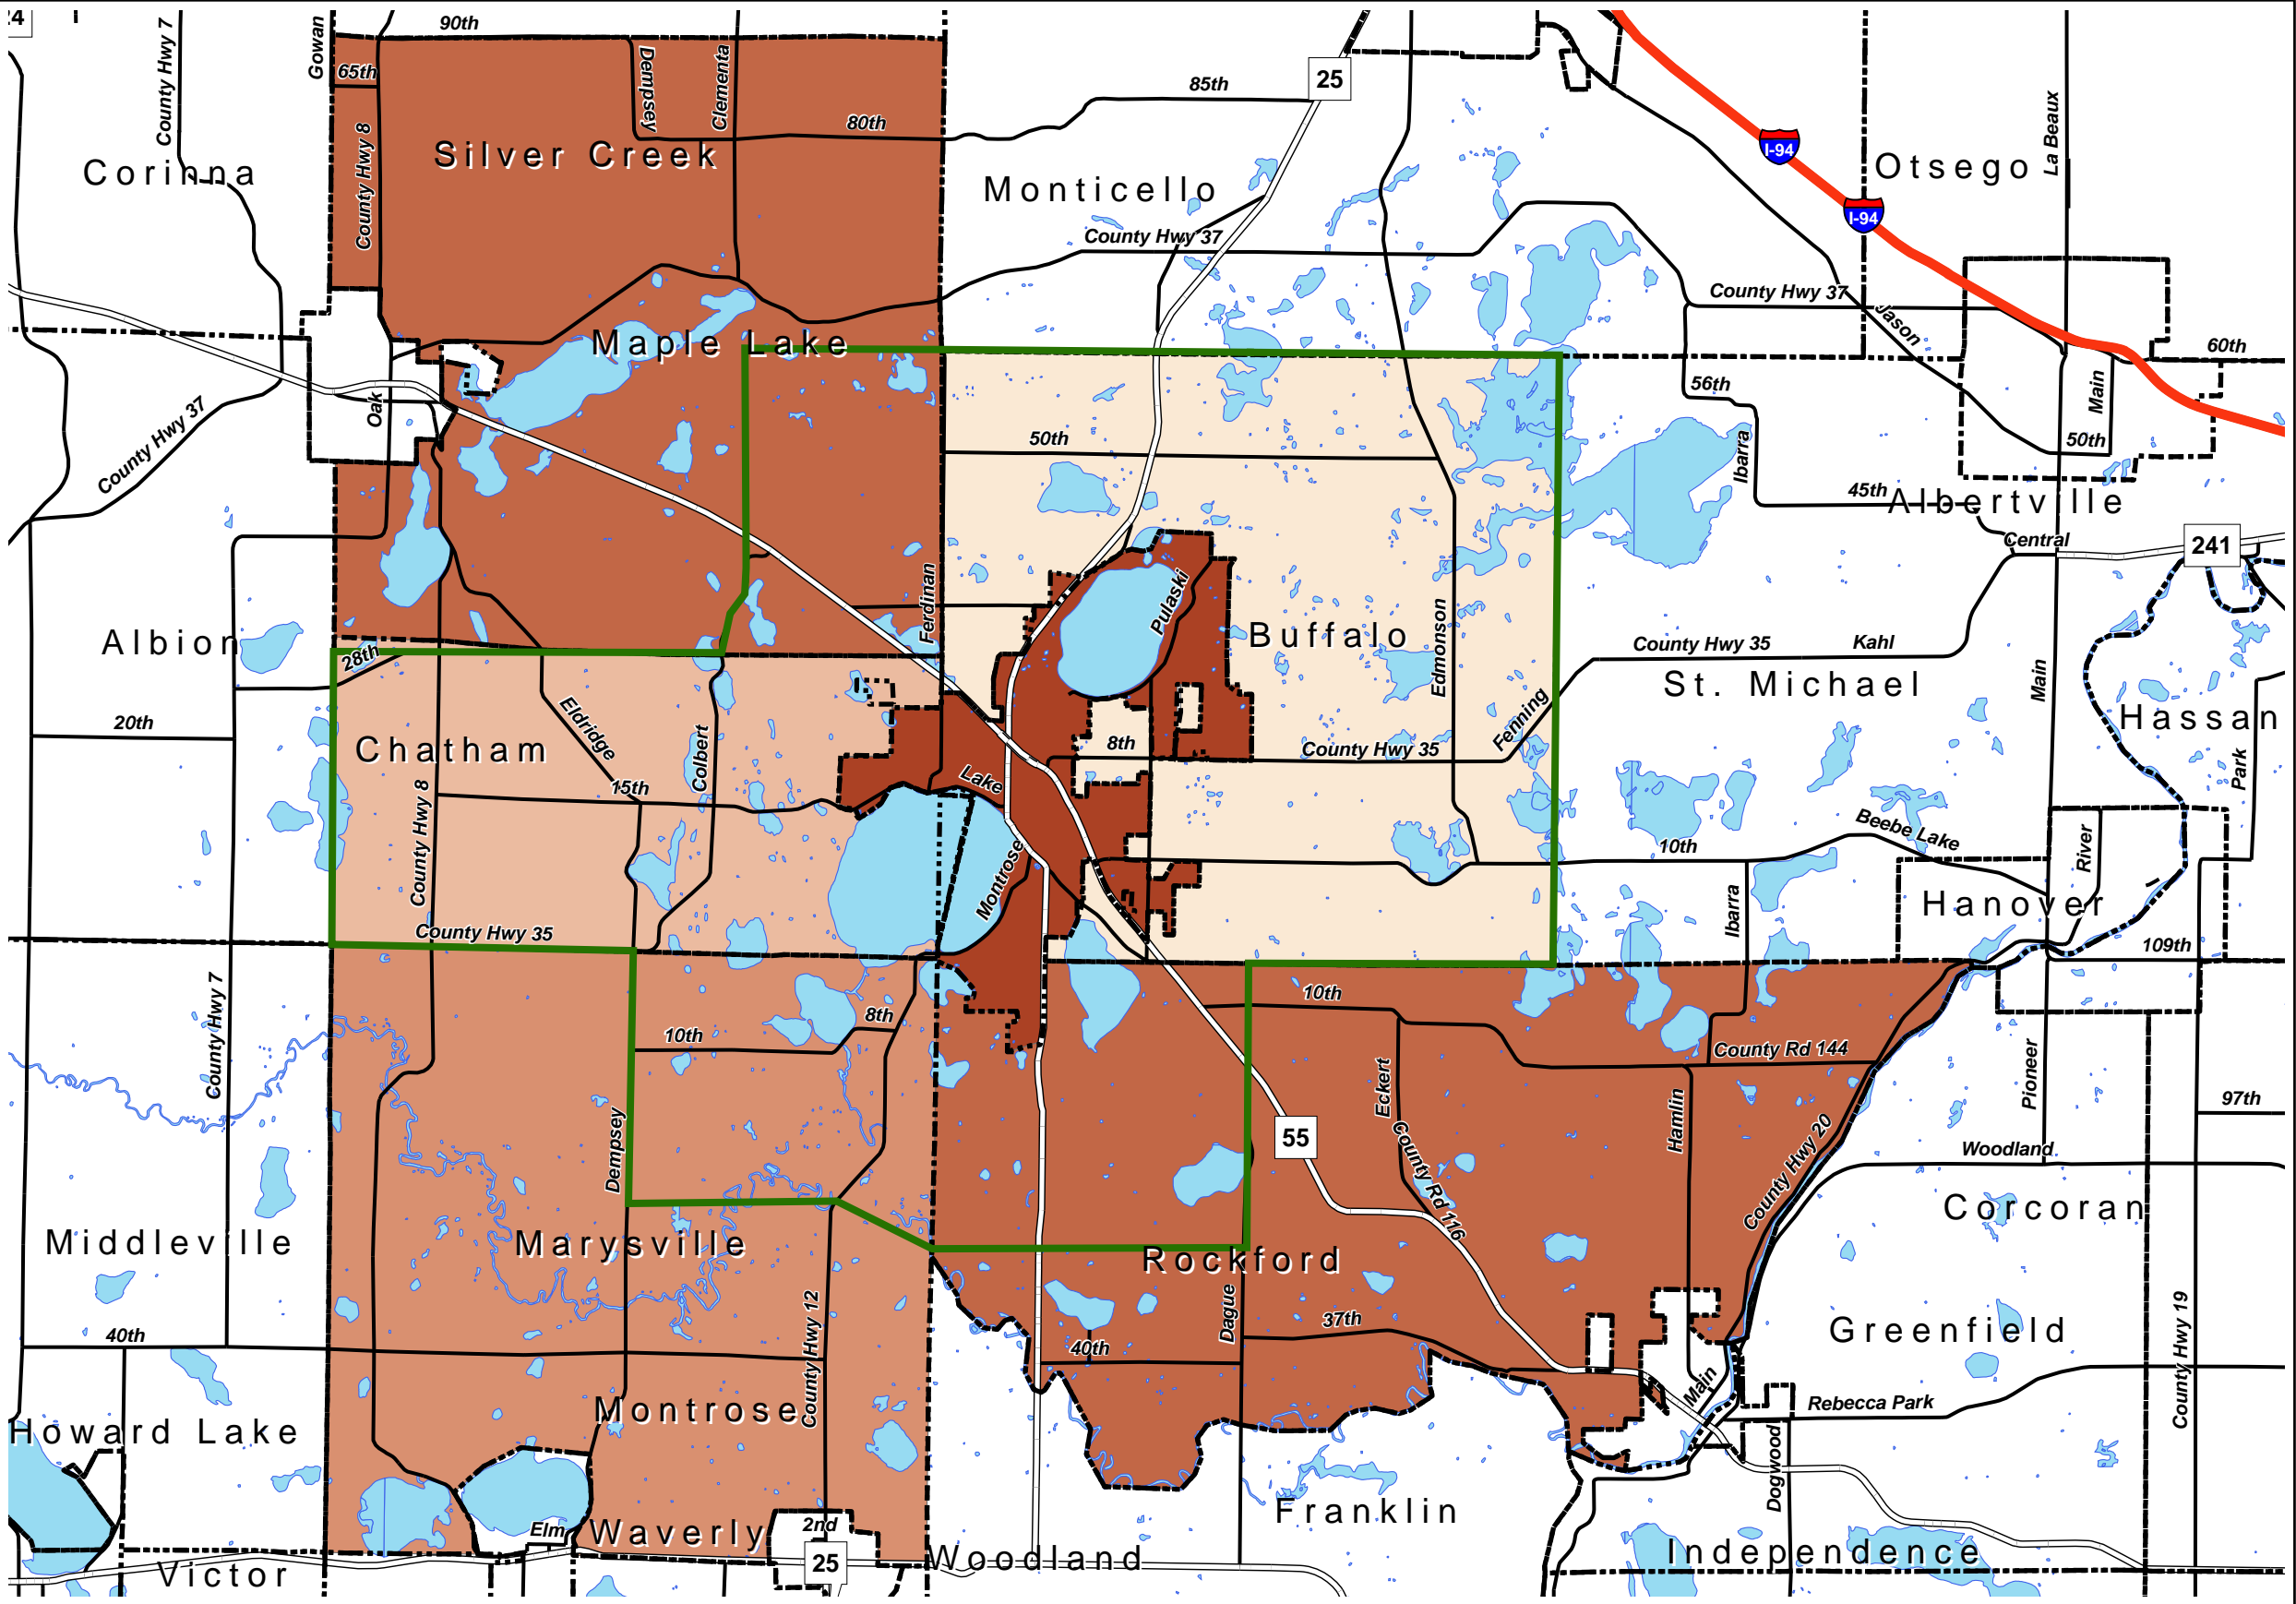 24
90th
Gowan
County Hwy 7
65th
Dempsey
Clementa
25
85th
80th
County Hwy 8
Silver Creek
Corinna
Monticello
I-94
Otsego
La Beaux
I-94
County Hwy 37
County Hwy 37
Jason
Maple Lake
60th
56th
Main
Oak
County Hwy 37
50th
50th
Ibarra
45th
Albertville
Central
241
Ferdinan
Pulaski
Edmonson
Albion
28th
Buffalo
County Hwy 35
Kahl
St. Michael
Main
Hassan
20th
Eldridge
Colbert
Chatham
8th
County Hwy 35
Fenning
Park
Lake
15th
County Hwy 8
Montrose
10th
Beebe Lake
River
Ibarra
Hanover
County Hwy 35
109th
County Hwy 7
10th
8th
10th
County Rd 144
Eckert
Hamlin
Pioneer
97th
Dempsey
55
County Rd 116
County Hwy 20
Woodland
Corcoran
Middleville
Marysville
Rockford
County Hwy 12
Dague
37th
40th
40th
Greenfield
County Hwy 19
Main
Rebecca Park
Howard Lake
Montrose
Dogwood
Franklin
Elm
Waverly
2nd
25
Woodland
Independence
Victor